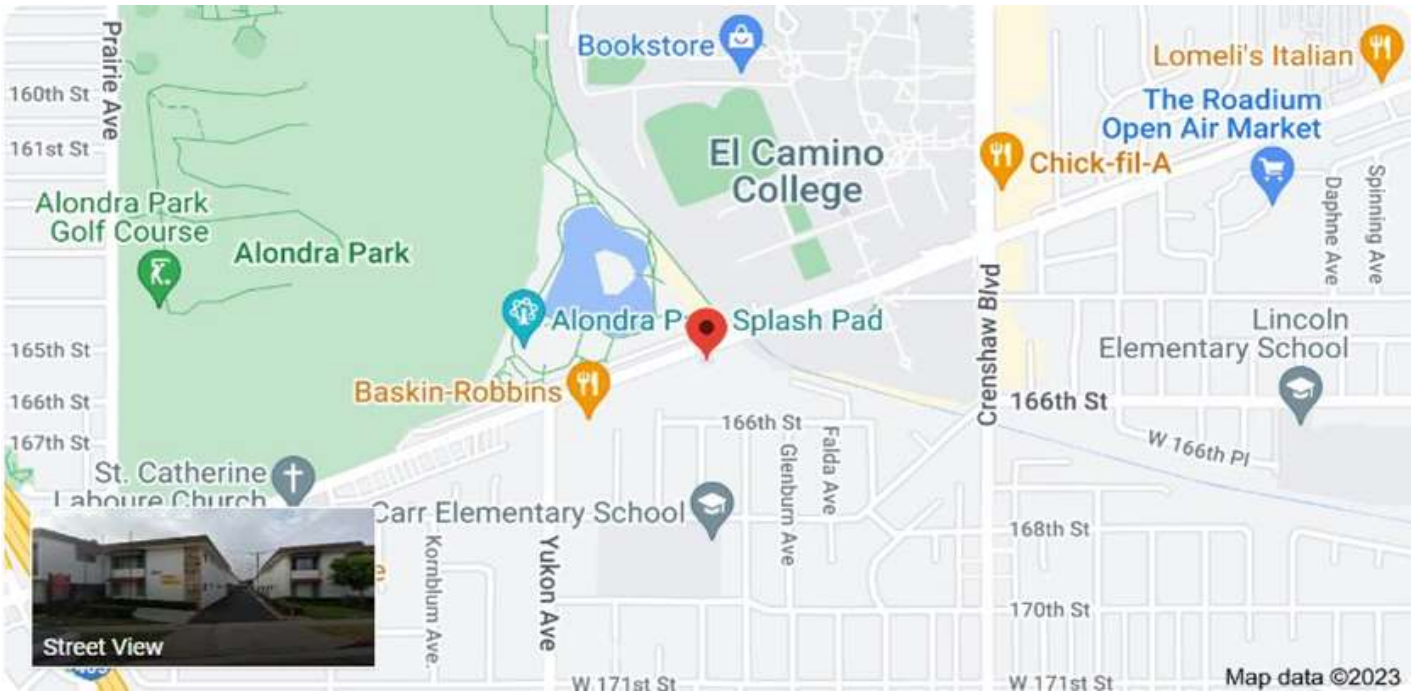 Prairie Ave
Bookstore
Lomeli's Italian
160th St
The Roadium
Open Air Market
161st St
El Camino
College
Chick-fil-A
Daphne Ave
Spinning Ave
Alondra Park
Golf Course
Alondra Park
Crenshaw Blvd
Alondra P Splash Pad
Lincoln
Elementary School
165th St
Baskin-Robbins
166th St
166th St
166th St
W 166th Pl
167th St
Glenburn Ave
Falda Ave
St. Catherine
Laboure Church
Carr Elementary School
Kornblum Ave.
Yukon Ave
168th St
170th St
Street View
W 171st St
W 171st St
Map data ©2023